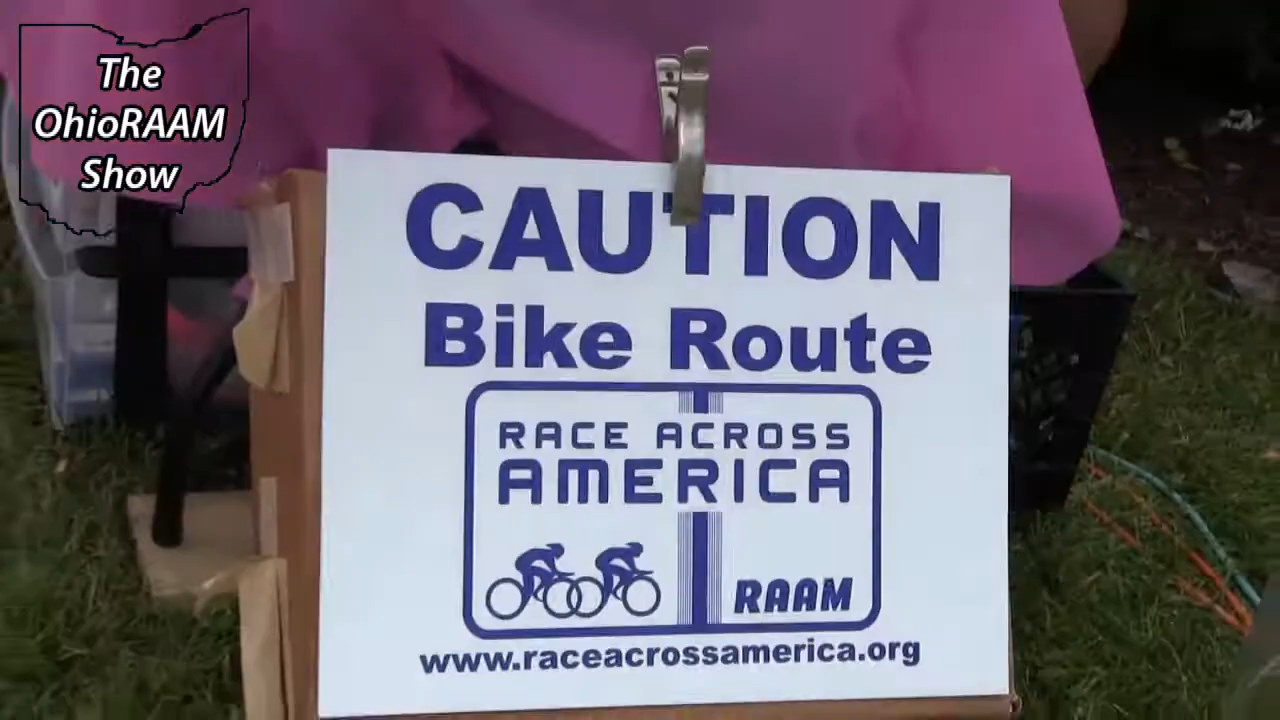 The
OhioRAAM
Show
CAUTION
Bike Route
RACE ACROSS
AMERICA
RAAM
www.raceacrossamerica.org